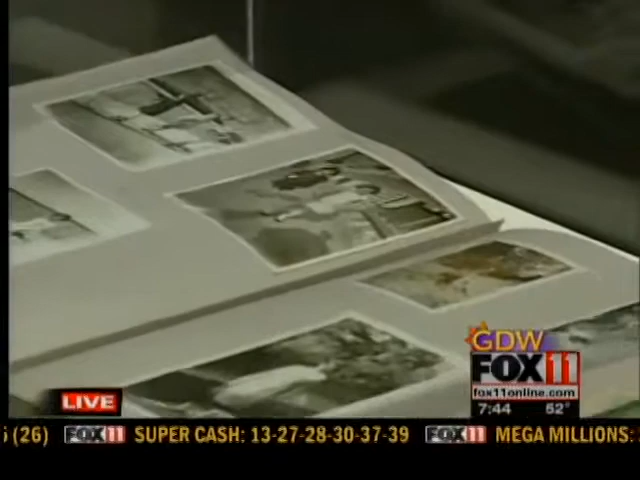 GDW
FOX 11
fox11online.com
7:44 52°
LIVE
(26) FOX 11 SUPER CASH: 13-27-28-30-37-39 FOX 11 MEGA MILLIONS: